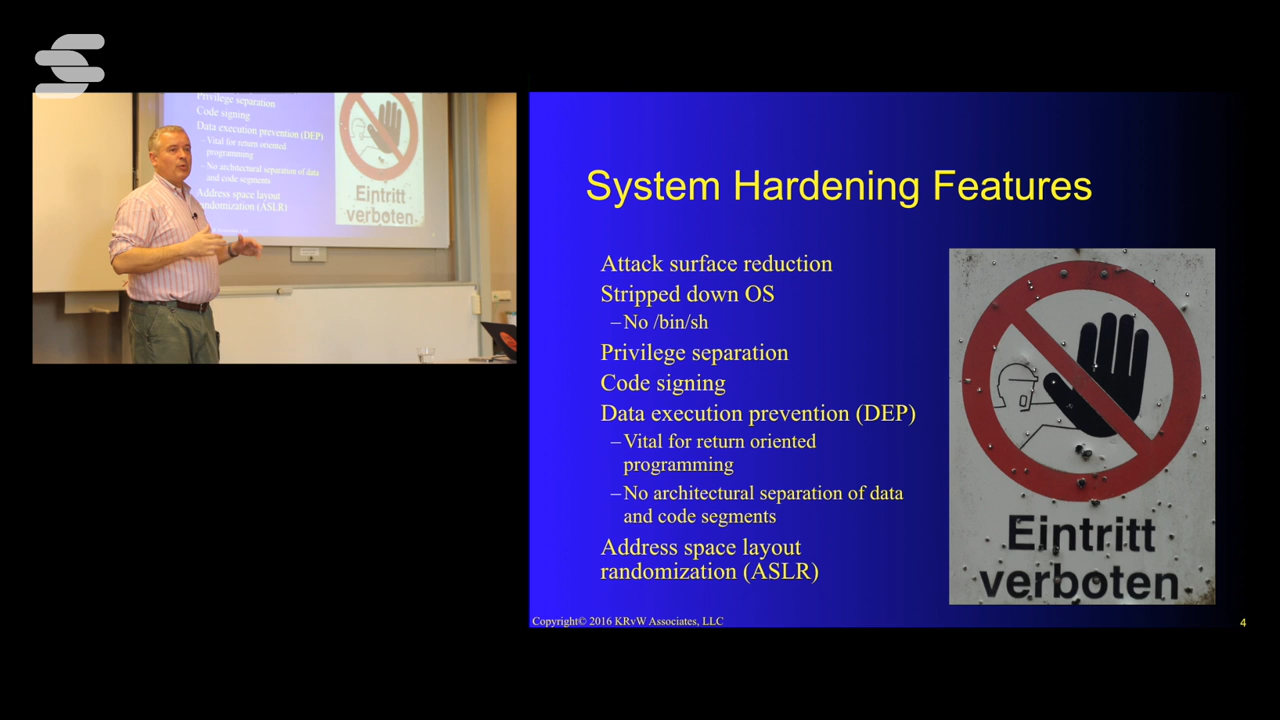 Privilege separation
Code signing
Data execution prevention (DEP)
– Vital for return oriented
programming
– No architectural separation of data
and code segments
Address space layout
randomization (ASLR)
Eintritt
verboten
System Hardening Features
Attack surface reduction
Stripped down OS
–No /bin/sh
Privilege separation
Code signing
Data execution prevention (DEP)
–Vital for return oriented
programming
–No architectural separation of data
and code segments
Address space layout
randomization (ASLR)
Eintritt
verboten
Copyright© 2016 KRvW Associates, LLC
4